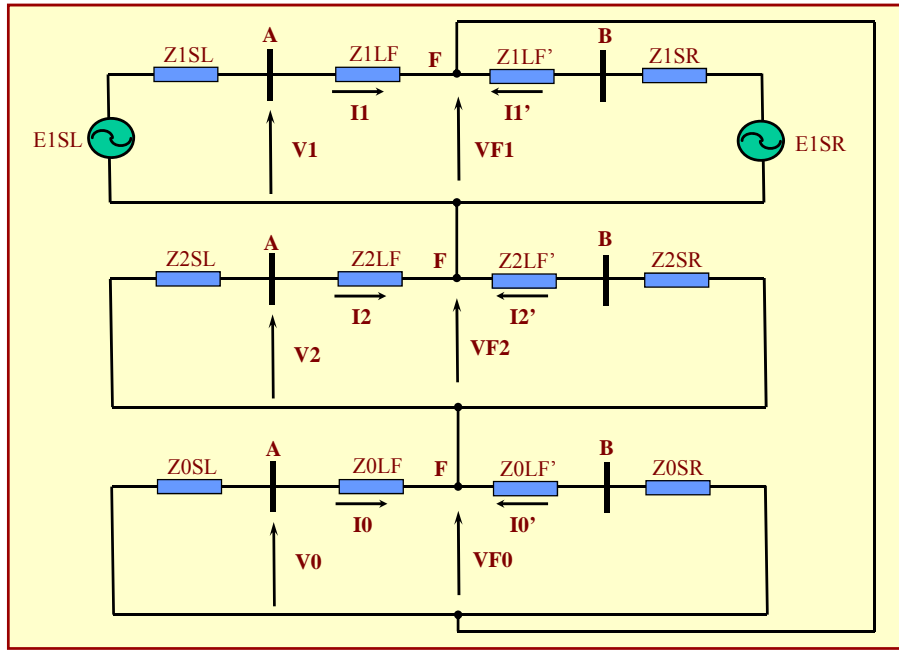 Z1SL A Z1LF F Z1LF’ B Z1SR
I1 I1’
E1SL V1 VF1 E1SR
Z2SL A Z2LF F Z2LF’ B Z2SR
I2 I2’
V2 VF2
Z0SL A Z0LF F Z0LF’ B Z0SR
I0 I0’
V0 VF0